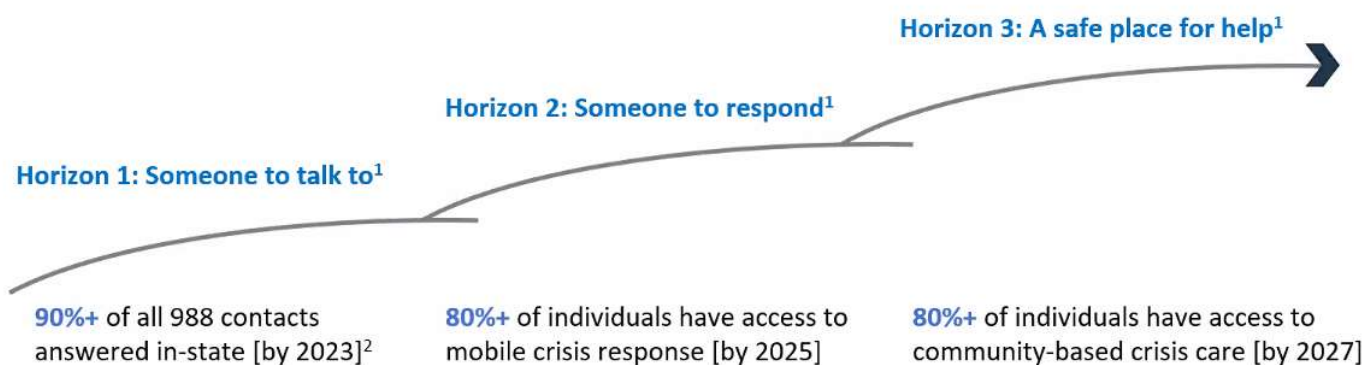 Horizon 3: A safe place for help¹
Horizon 2: Someone to respond¹
Horizon 1: Someone to talk to¹
90%+ of all 988 contacts
answered in-state [by 2023]²
80%+ of individuals have access to
mobile crisis response [by 2025]
80%+ of individuals have access to
community-based crisis care [by 2027]